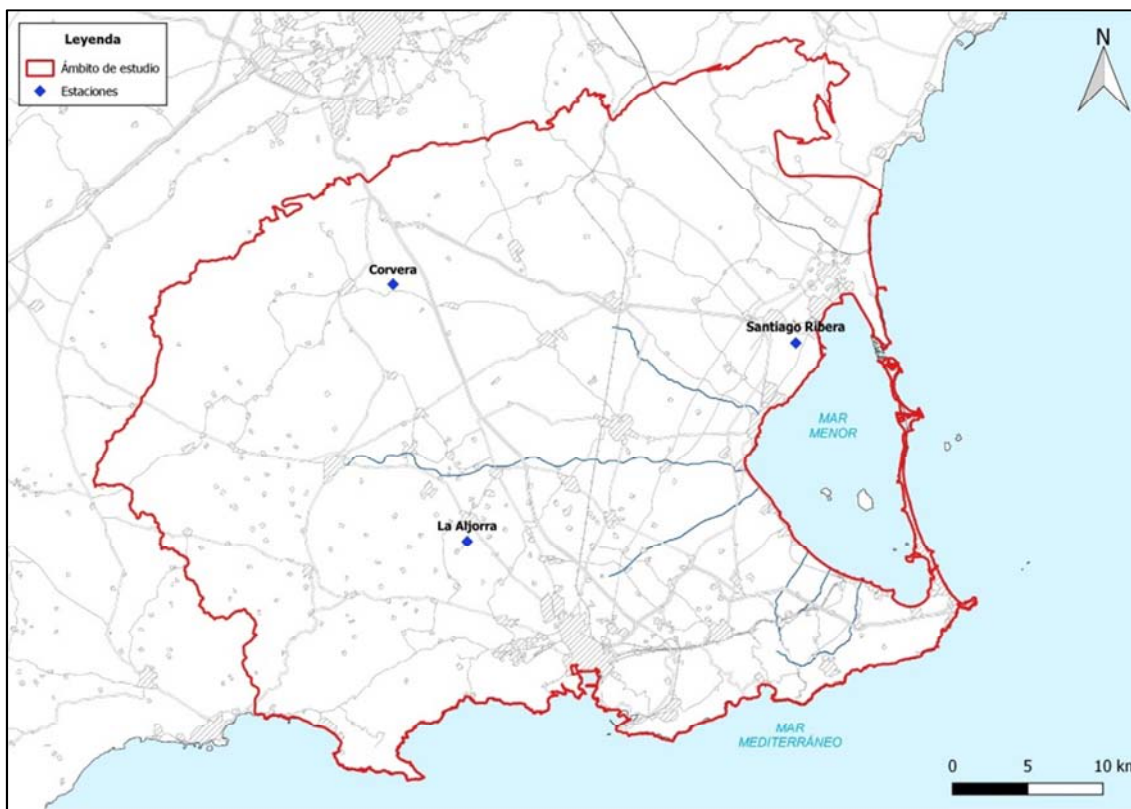 Leyenda
Ámbito de estudio
Estaciones
N
Corvera
Santiago Ribera
MAR
MENOR
La Aljorra
MAR
MEDITERRÁNEO
0 5 10 km